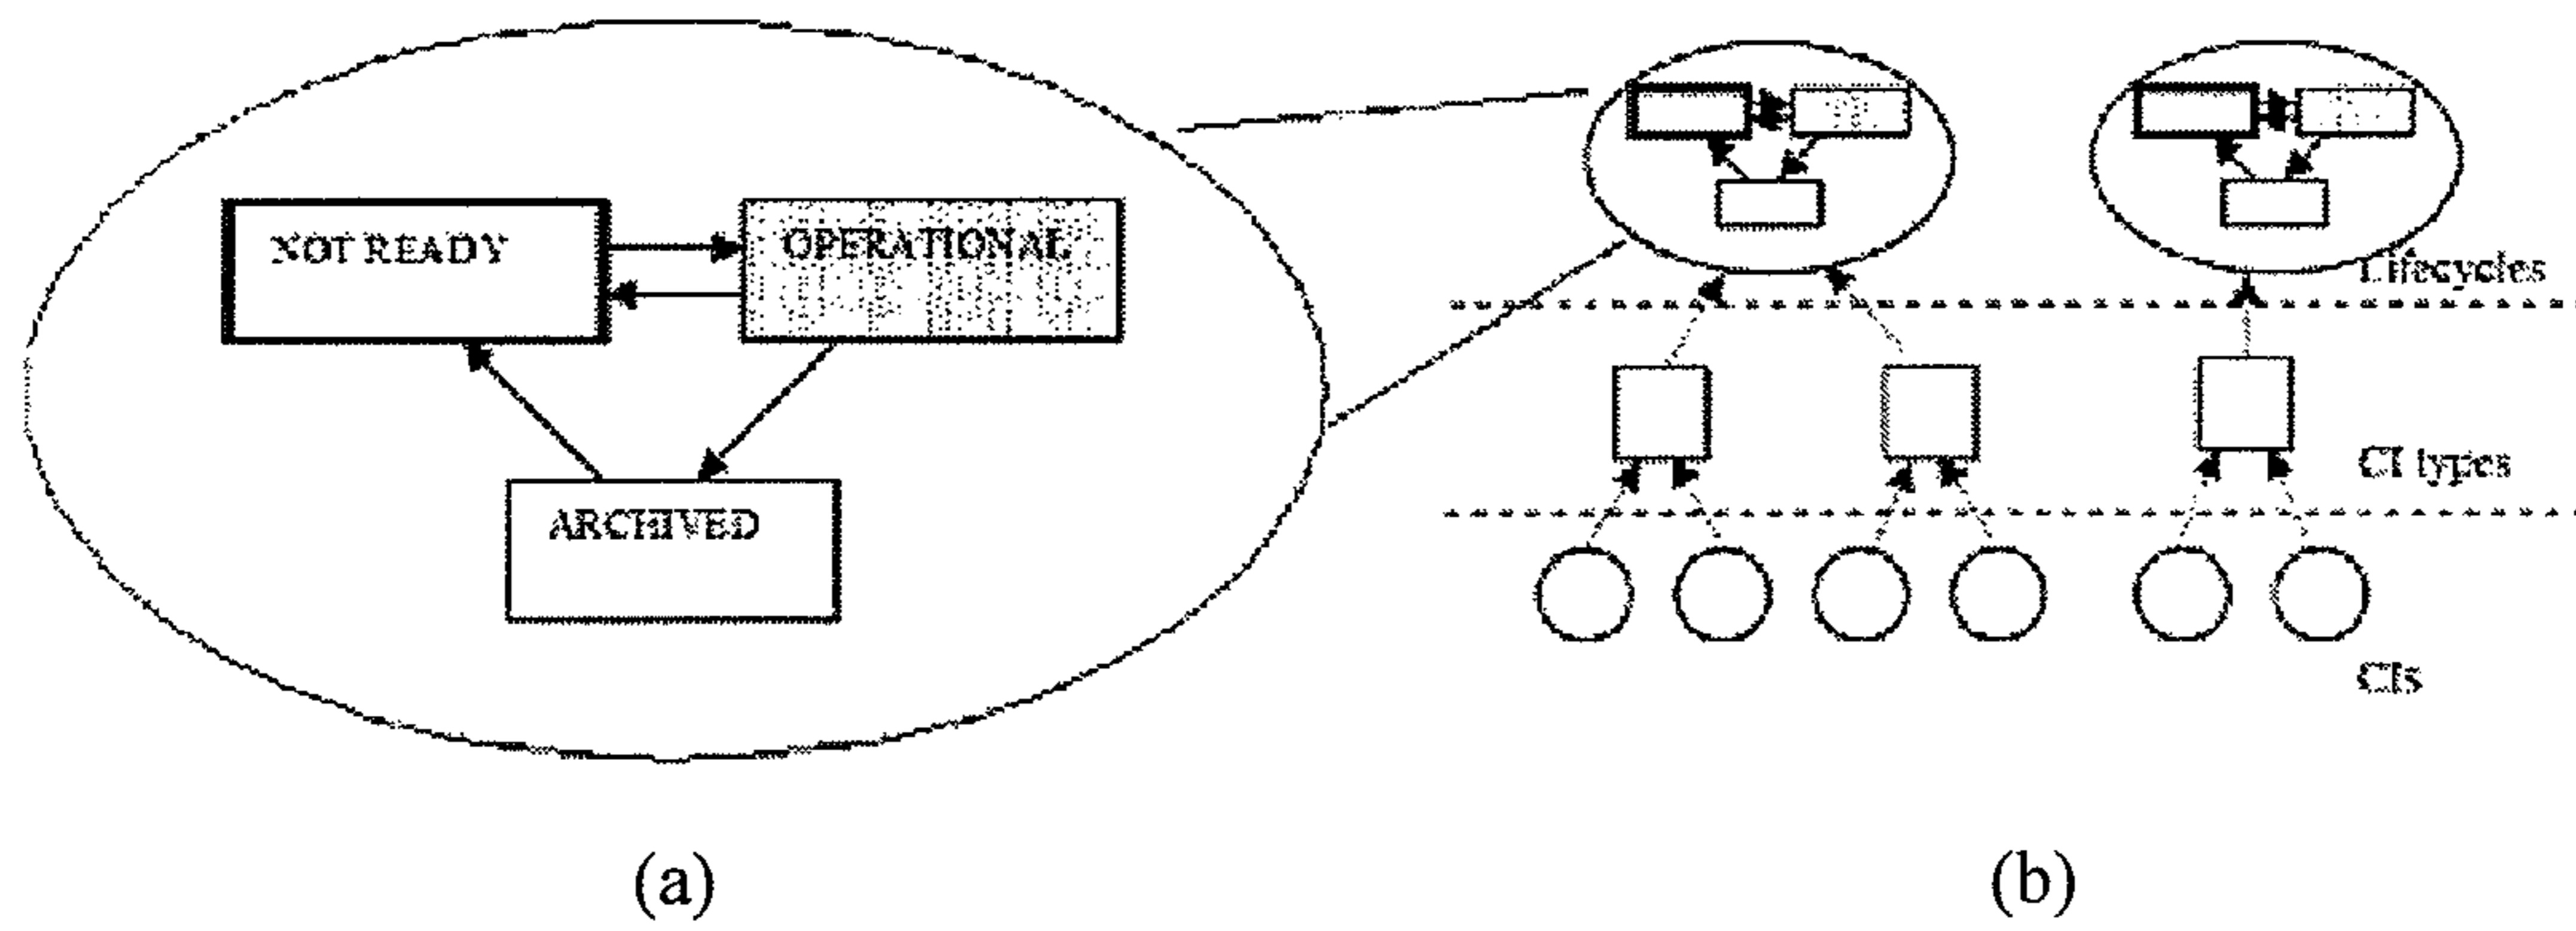 NOT READY
OPERATIONAL
ARCHIVED
Lifecycles
CI types
CIs
(a)
(b)